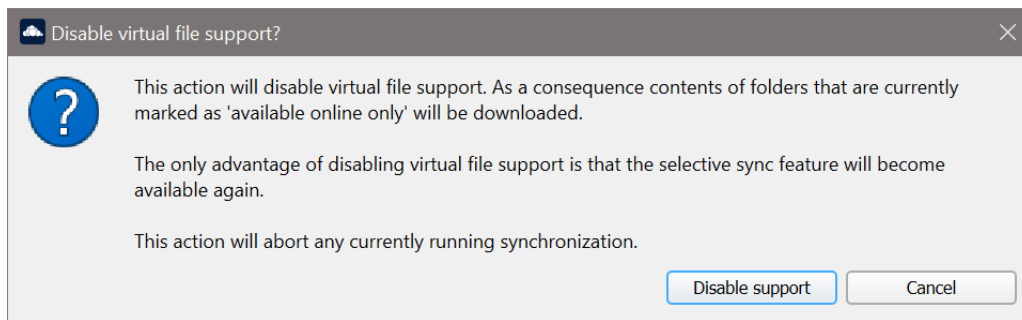 Disable virtual file support?
This action will disable virtual file support. As a consequence contents of folders that are currently
marked as 'available online only' will be downloaded.
The only advantage of disabling virtual file support is that the selective sync feature will become
available again.
This action will abort any currently running synchronization.
Disable support
Cancel